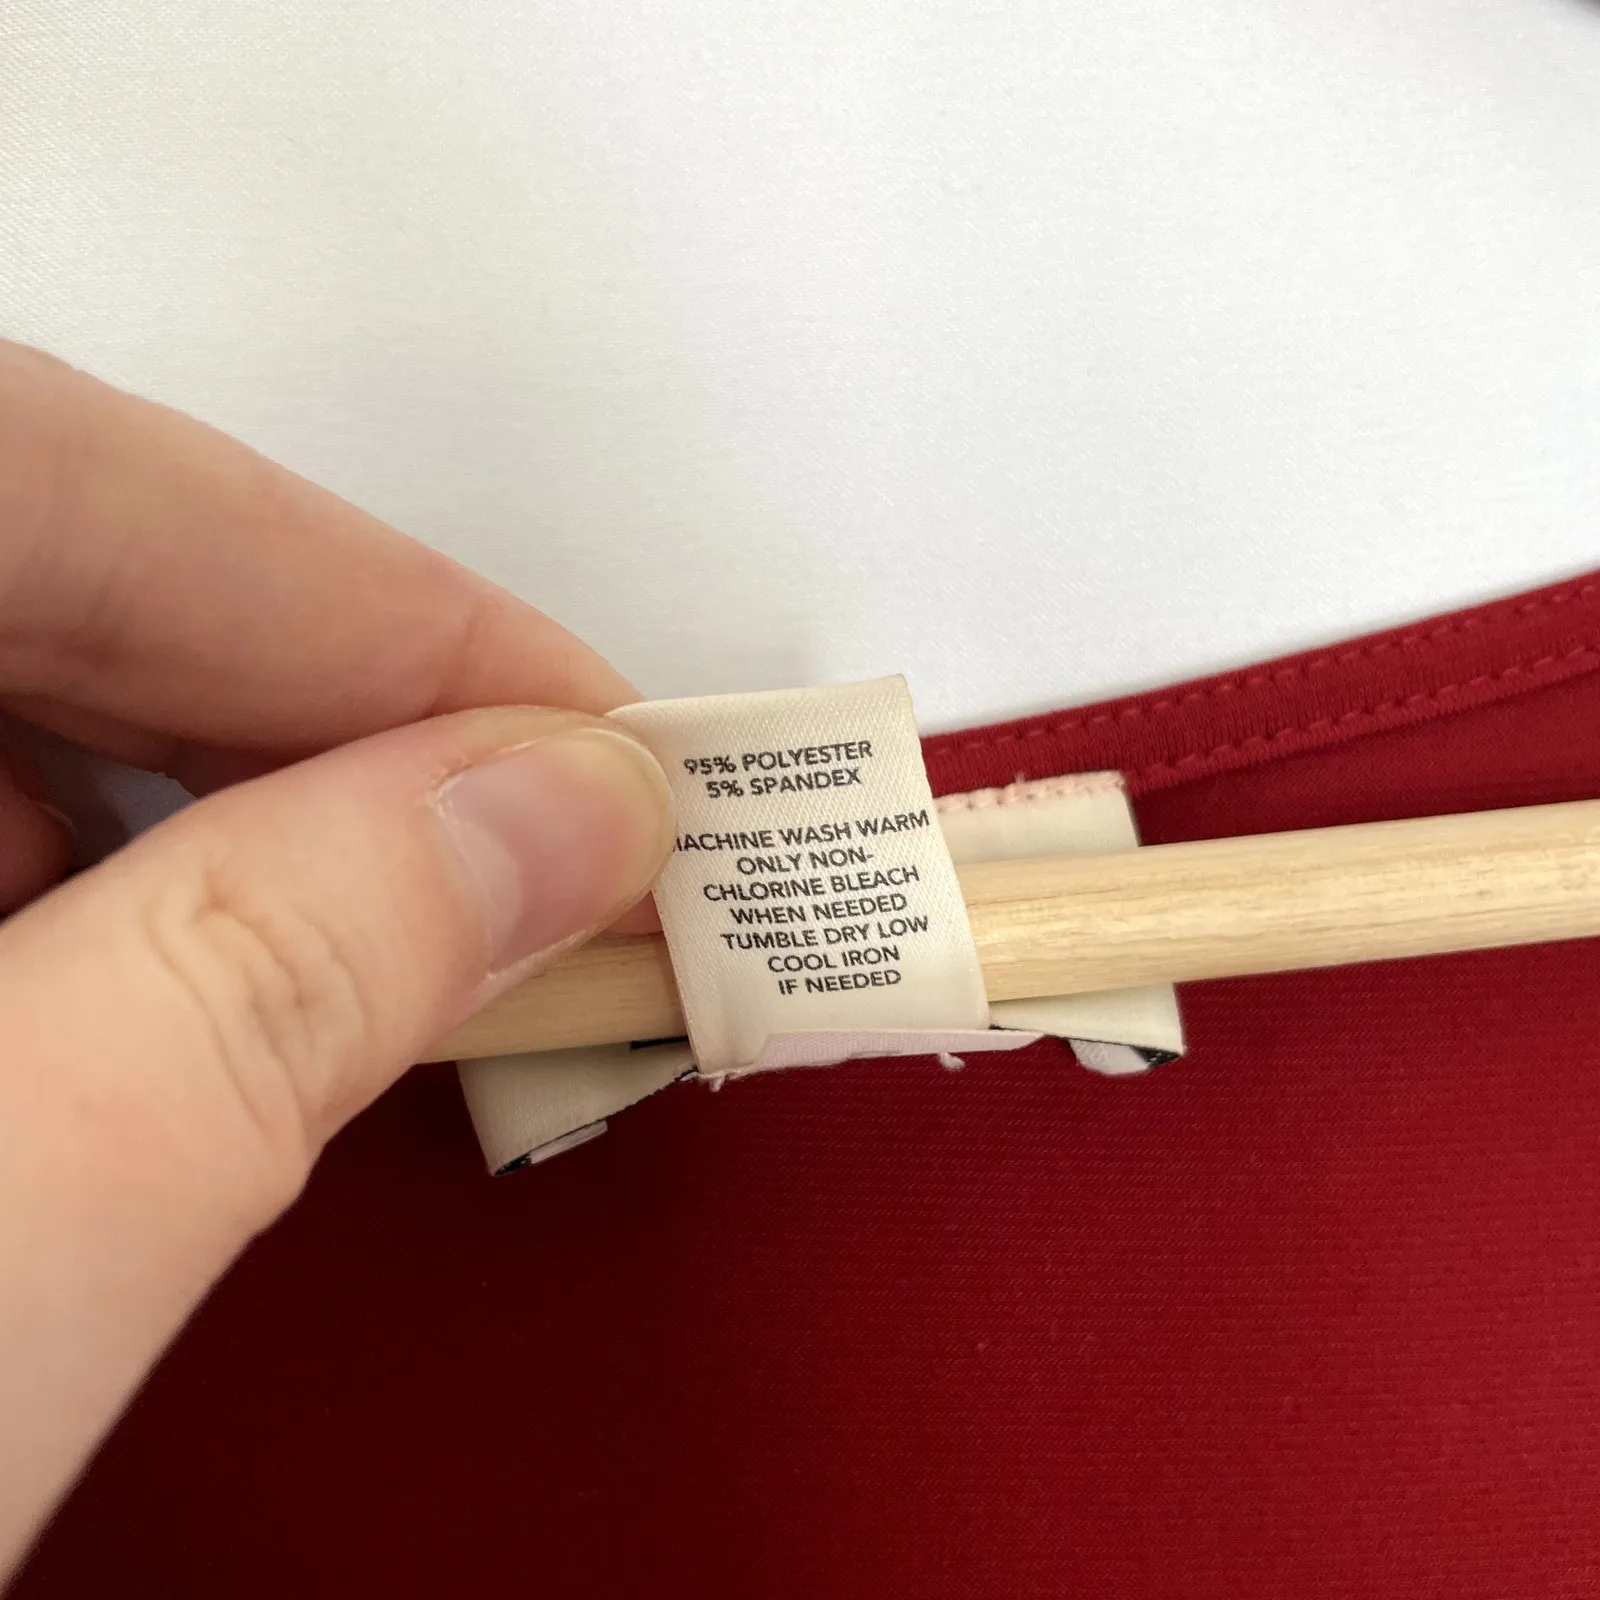 95% POLYESTER
5% SPANDEX
MACHINE WASH WARM
ONLY NON-
CHLORINE BLEACH
WHEN NEEDED
TUMBLE DRY LOW
COOL IRON
IF NEEDED